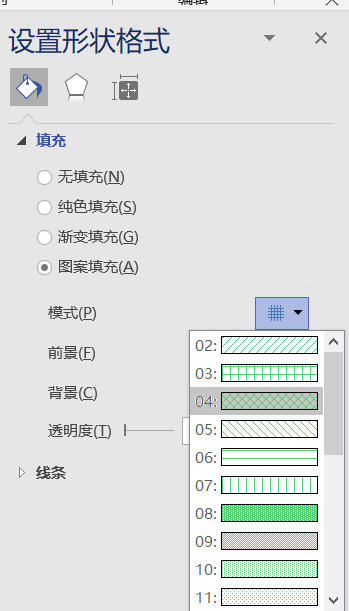 编辑
设置形状格式
填充
无填充(N)
纯色填充(S)
渐变填充(G)
图案填充(A)
模式(P)
前景(F)
背景(C)
透明度(T)
线条
02:
03:
04:
05:
06:
07:
08:
09:
10:
11: